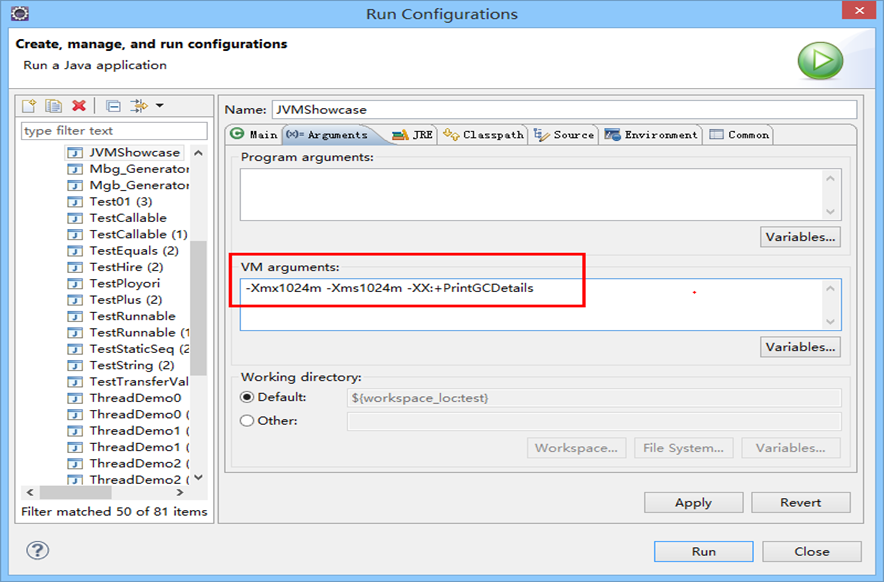 Run Configurations
Create, manage, and run configurations
Run a Java application
type filter text
JVMShowcase
Mbg_Generator
Mgb_Generator
Test01 (3)
TestCallable
TestCallable (1)
TestEquals (2)
TestHire (2)
TestPloyori
TestPlus (2)
TestRunnable
TestRunnable (1
TestStaticSeq (2
TestString (2)
TestTransferVal
ThreadDemo0
ThreadDemo0 (
ThreadDemo1 (
ThreadDemo1 (
ThreadDemo2 (
ThreadDemo2 (
Filter matched 50 of 81 items
Name: JVMShowcase
Main (x)= Arguments JRE Classpath Source Environment Common
Program arguments:
Variables...
VM arguments:
-Xmx1024m -Xms1024m -XX:+PrintGCDetails
Variables...
Working directory:
Default: ${workspace_loc:test}
Other:
Workspace... File System... Variables...
Apply Revert
Run Close